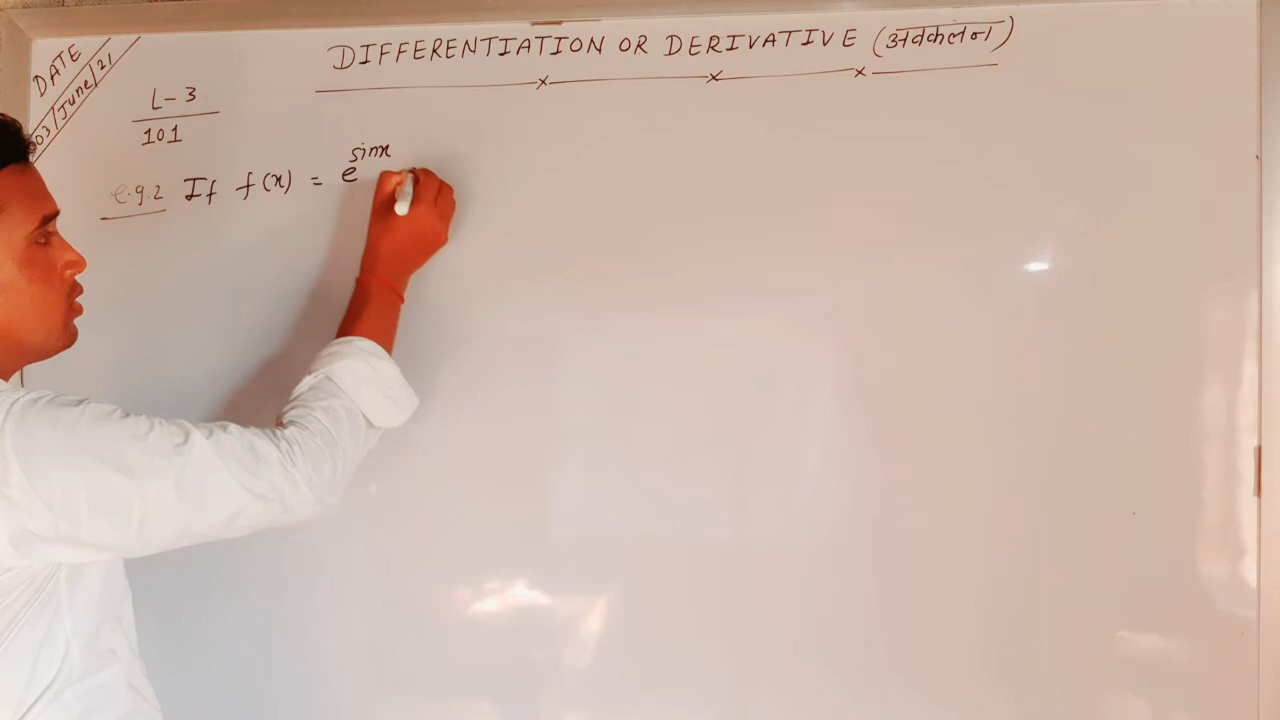 DIFFERENTIATION OR DERIVATIVE (अवकलन)
DATE
03/June/21
L-3
101
e.g.2 If f(x) = e^sinx